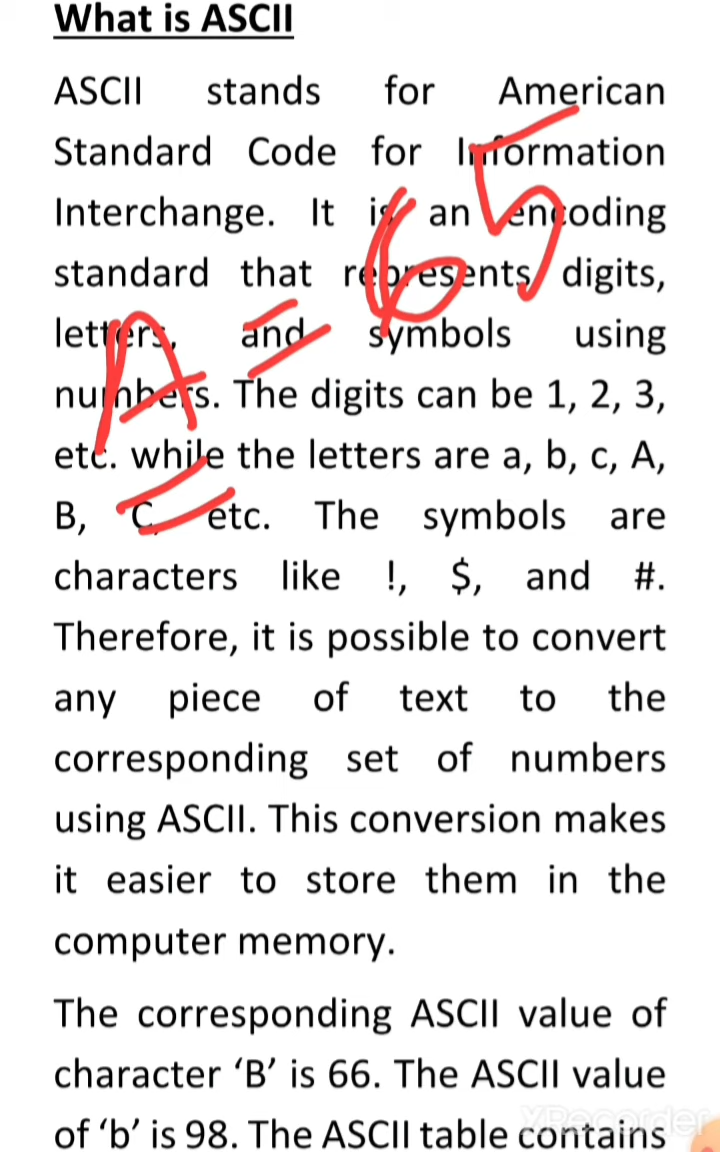 What is ASCII
ASCII stands for American
Standard Code for Information
Interchange. It is an encoding
standard that represents digits,
letters, and symbols using
numbers. The digits can be 1, 2, 3,
etc. while the letters are a, b, c, A,
B, C, etc. The symbols are
characters like !, $, and #.
Therefore, it is possible to convert
any piece of text to the
corresponding set of numbers
using ASCII. This conversion makes
it easier to store them in the
computer memory.
The corresponding ASCII value of
character ‘B’ is 66. The ASCII value
of ‘b’ is 98. The ASCII table contains
A = 65
XRecorder